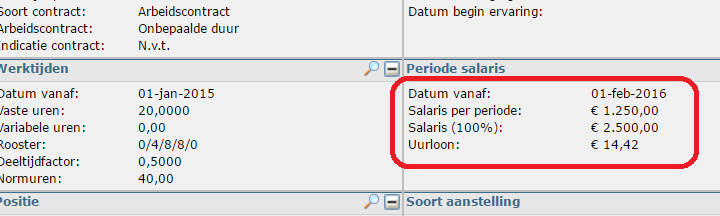 Soort contract: Arbeidscontract
Arbeidscontract: Onbepaalde duur
Indicatie contract: N.v.t.
Datum begin ervaring:
Werktijden
Datum vanaf: 01-jan-2015
Vaste uren: 20,0000
Variabele uren: 0,00
Rooster: 0/4/8/8/0
Deeltijdfactor: 0,5000
Normuren: 40,00
Periode salaris
Datum vanaf: 01-feb-2016
Salaris per periode: € 1.250,00
Salaris (100%): € 2.500,00
Uurloon: € 14,42
Positie
Soort aanstelling